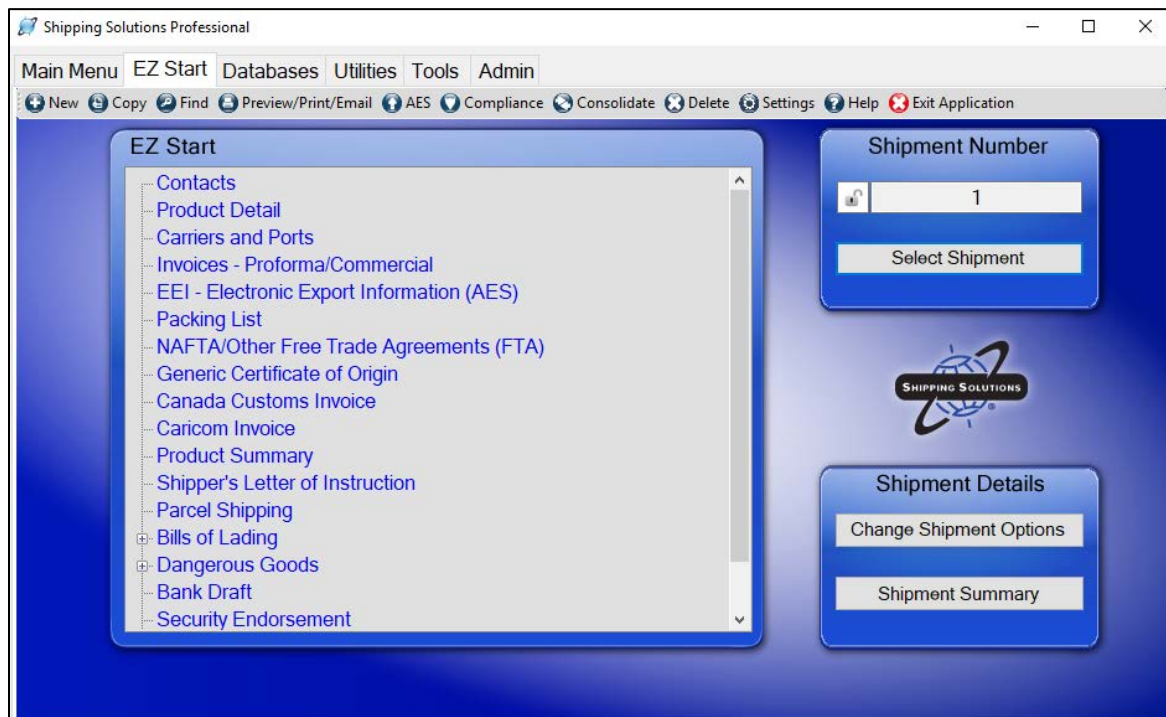 Shipping Solutions Professional
Main Menu EZ Start Databases Utilities Tools Admin
New Copy Find Preview/Print/Email AES Compliance Consolidate Delete Settings Help Exit Application
EZ Start
Contacts
Product Detail
Carriers and Ports
Invoices - Proforma/Commercial
EEI - Electronic Export Information (AES)
Packing List
NAFTA/Other Free Trade Agreements (FTA)
Generic Certificate of Origin
Canada Customs Invoice
Caricom Invoice
Product Summary
Shipper's Letter of Instruction
Parcel Shipping
Bills of Lading
Dangerous Goods
Bank Draft
Security Endorsement
Shipment Number
1
Select Shipment
SHIPPING SOLUTIONS
®
Shipment Details
Change Shipment Options
Shipment Summary